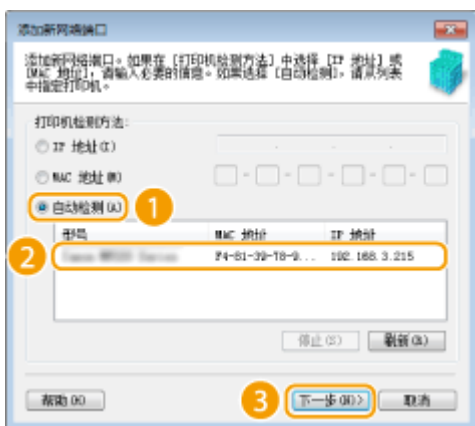 添加新网络端口
添加新网络端口。如果在 [打印机检测方法] 中选择 [IP 地址] 或
[MAC 地址]，请输入必要的信息。如果选择 [自动检测]，请从列表
中指定打印机。
打印机检测方法:
IP 地址(I)
MAC 地址(M)
自动检测(A)
1
型号 MAC 地址 IP 地址
2 F4-81-39-78-9... 192.168.3.215
停止(S) 刷新(R)
帮助(H) 3 下一步(N)> 取消